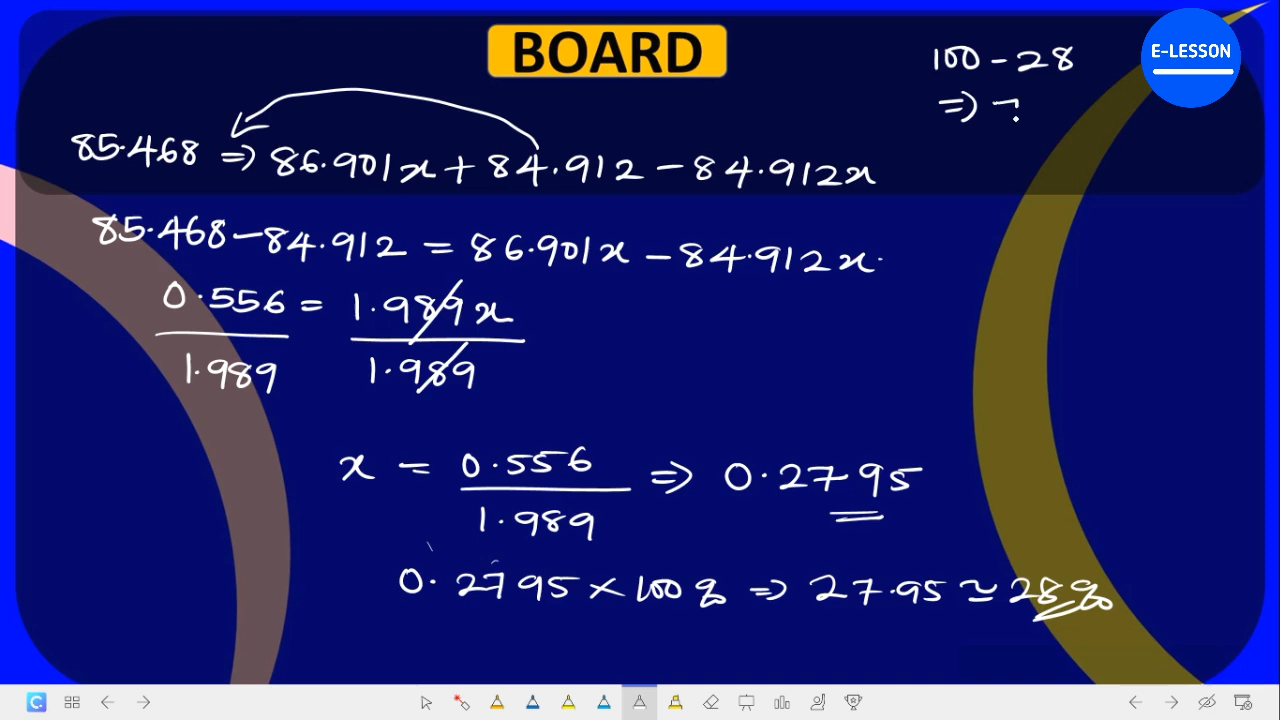 BOARD
E-LESSON
100 - 28
=>
85.468 => 86.901x + 84.912 - 84.912x
85.468 - 84.912 = 86.901x - 84.912x
0.556 = 1.989x
1.989 1.989
x = 0.556 => 0.2795
1.989
0.2795 × 100% => 27.95 ≃ 28%